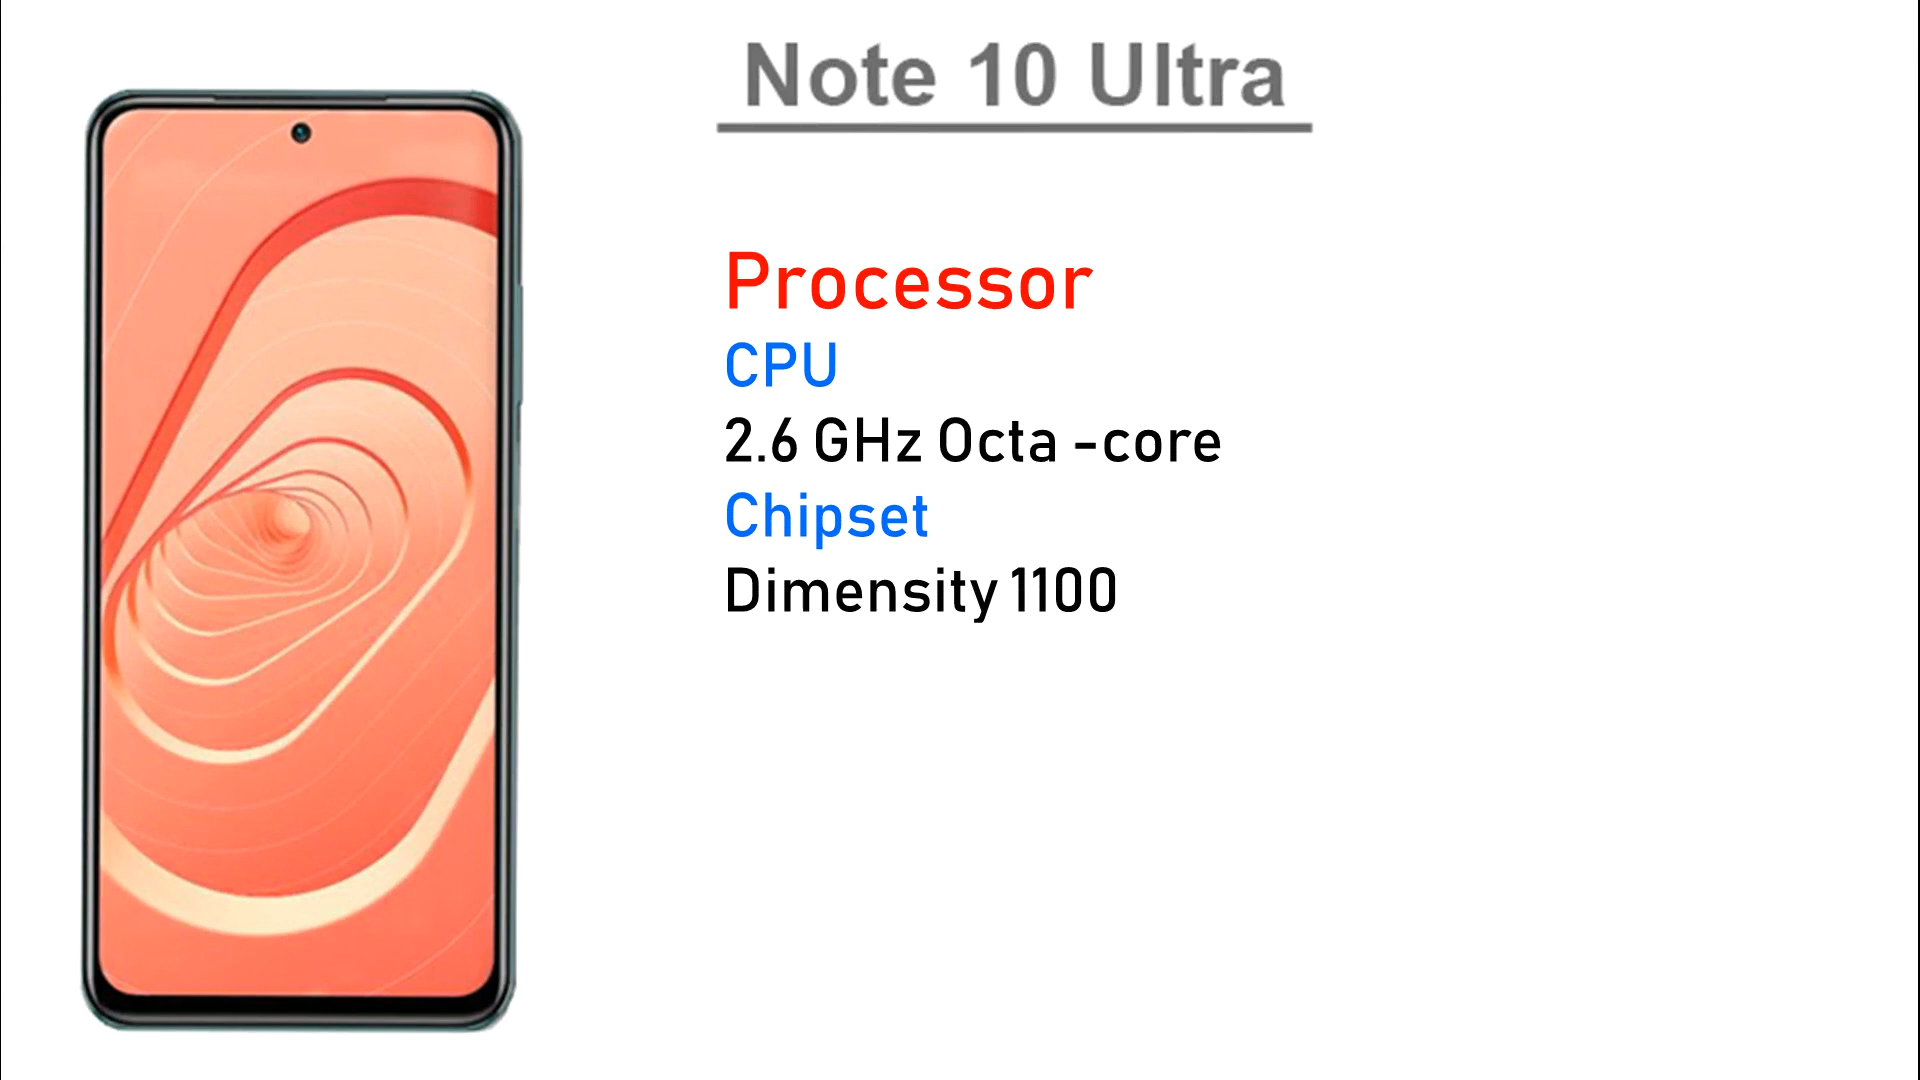 Note 10 Ultra
Processor
CPU
2.6 GHz Octa -core
Chipset
Dimensity 1100